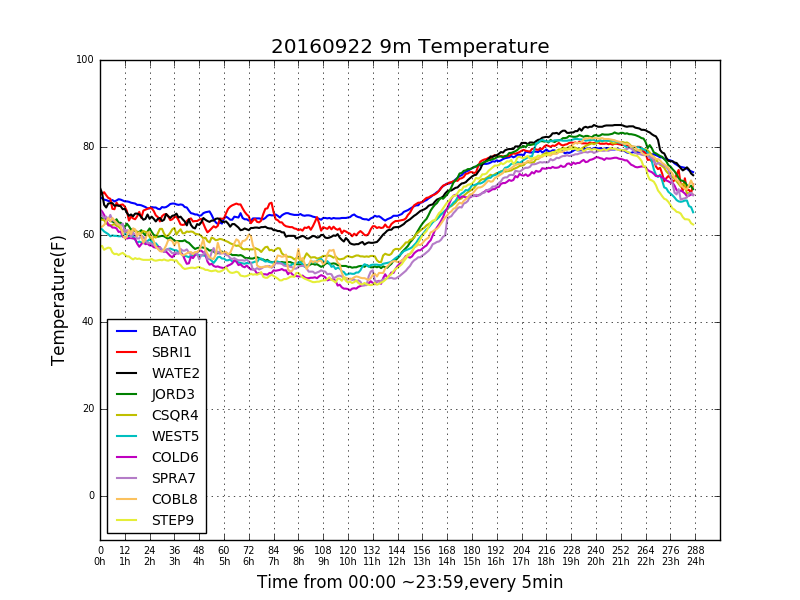 20160922 9m Temperature
100
80
60
40
20
0
Temperature(F)
BATA0
SBRI1
WATE2
JORD3
CSQR4
WEST5
COLD6
SPRA7
COBL8
STEP9
0 12 24 36 48 60 72 84 96 108 120 132 144 156 168 180 192 204 216 228 240 252 264 276 288
0h 1h 2h 3h 4h 5h 6h 7h 8h 9h 10h 11h 12h 13h 14h 15h 16h 17h 18h 19h 20h 21h 22h 23h 24h
Time from 00:00 ~23:59,every 5min